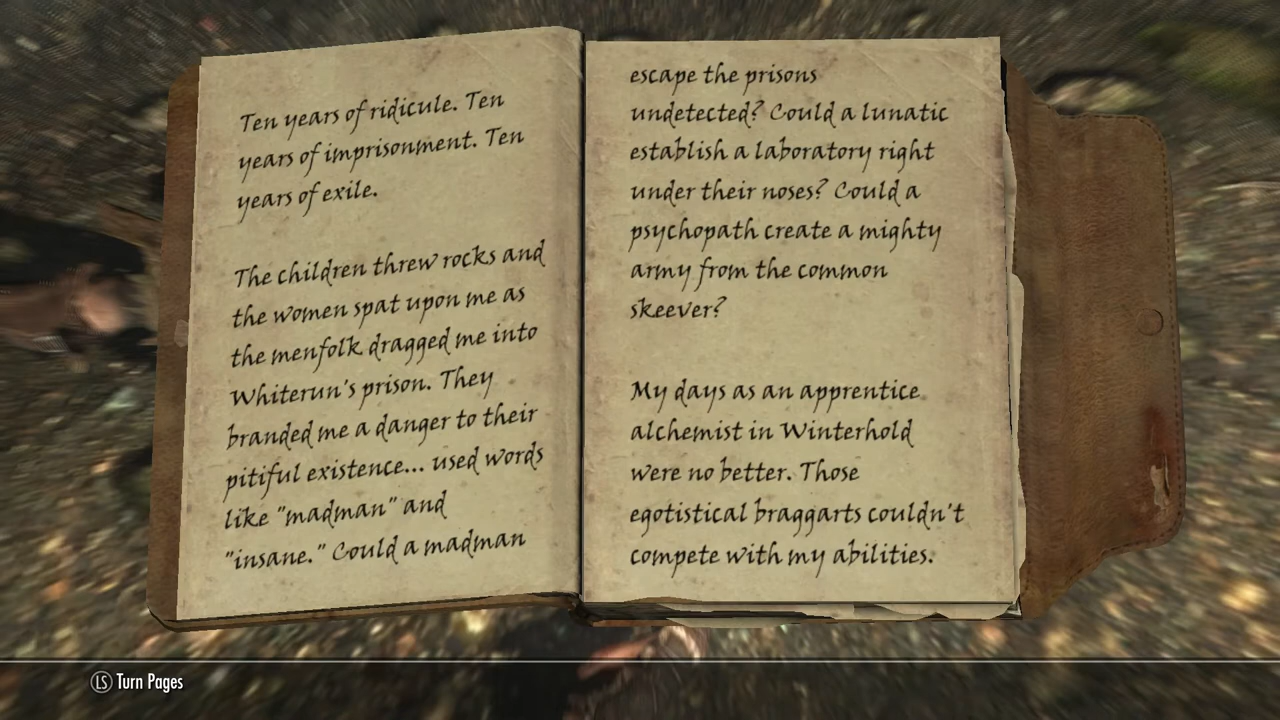 Ten years of ridicule. Ten
years of imprisonment. Ten
years of exile.
The children threw rocks and
the women spat upon me as
the menfolk dragged me into
Whiterun's prison. They
branded me a danger to their
pitiful existence... used words
like "madman" and
"insane." Could a madman
escape the prisons
undetected? Could a lunatic
establish a laboratory right
under their noses? Could a
psychopath create a mighty
army from the common
skeever?
My days as an apprentice
alchemist in Winterhold
were no better. Those
egotistical braggarts couldn't
compete with my abilities.
LS Turn Pages